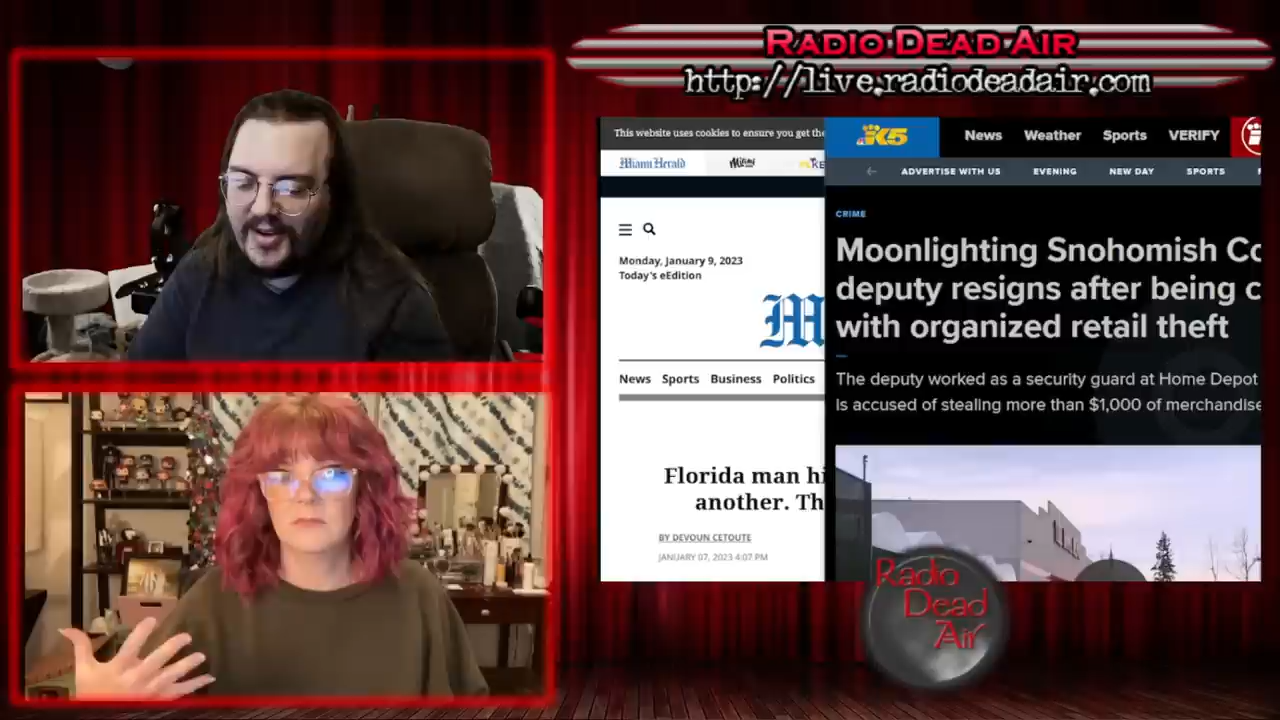 Radio Dead Air
http://live.radiodeadair.com
This website uses cookies to ensure you get the
Miami Herald
Monday, January 9, 2023
Today's eEdition
News Sports Business Politics
Florida man hi
another. Th
BY DEVOUN CETOUTE
JANUARY 07, 2023 4:07 PM
K5
News Weather Sports VERIFY
ADVERTISE WITH US EVENING NEW DAY SPORTS
CRIME
Moonlighting Snohomish Co
deputy resigns after being c
with organized retail theft
The deputy worked as a security guard at Home Depot
Is accused of stealing more than $1,000 of merchandise
Radio
Dead
Air